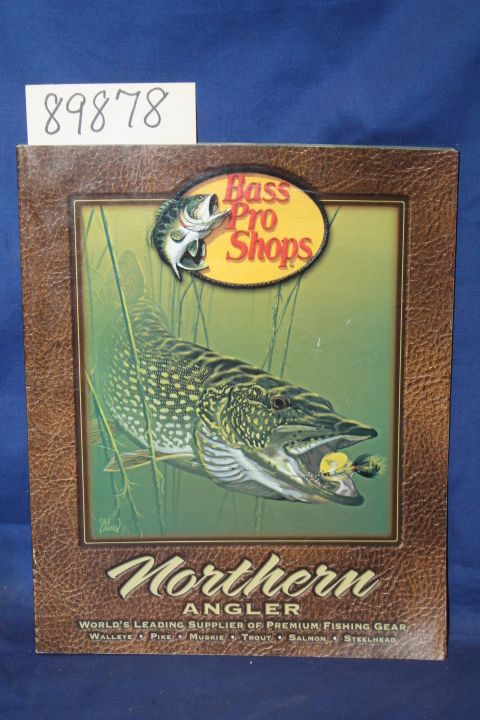 89878
Bass
Pro
Shops
Northern
ANGLER
WORLD'S LEADING SUPPLIER OF PREMIUM FISHING GEAR
WALLEYE • PIKE • MUSKIE • TROUT • SALMON • STEELHEAD